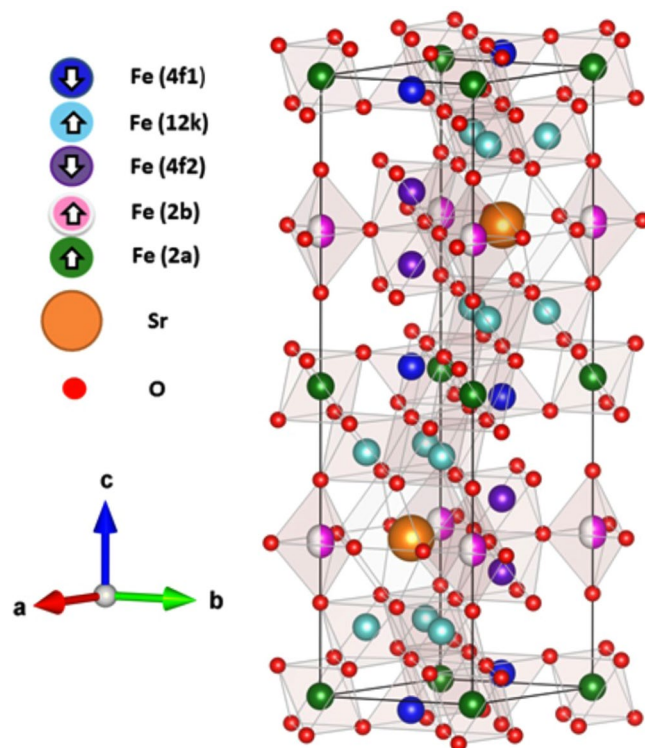 Fe (4f1)
Fe (12k)
Fe (4f2)
Fe (2b)
Fe (2a)
Sr
O
c
a
b